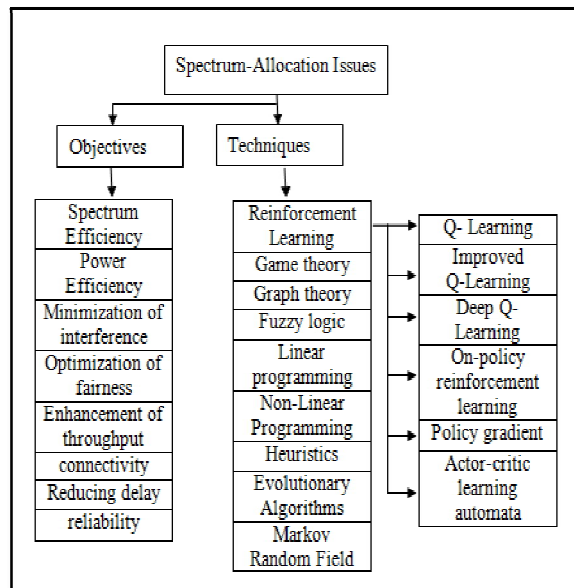 Spectrum-Allocation Issues
Objectives
Techniques
Spectrum
Efficiency
Power
Efficiency
Minimization of
interference
Optimization of
fairness
Enhancement of
throughput
connectivity
Reducing delay
reliability
Reinforcement
Learning
Game theory
Graph theory
Fuzzy logic
Linear
programming
Non-Linear
Programming
Heuristics
Evolutionary
Algorithms
Markov
Random Field
Q- Learning
Improved
Q-Learning
Deep Q-
Learning
On-policy
reinforcement
learning
Policy gradient
Actor-critic
learning
automata